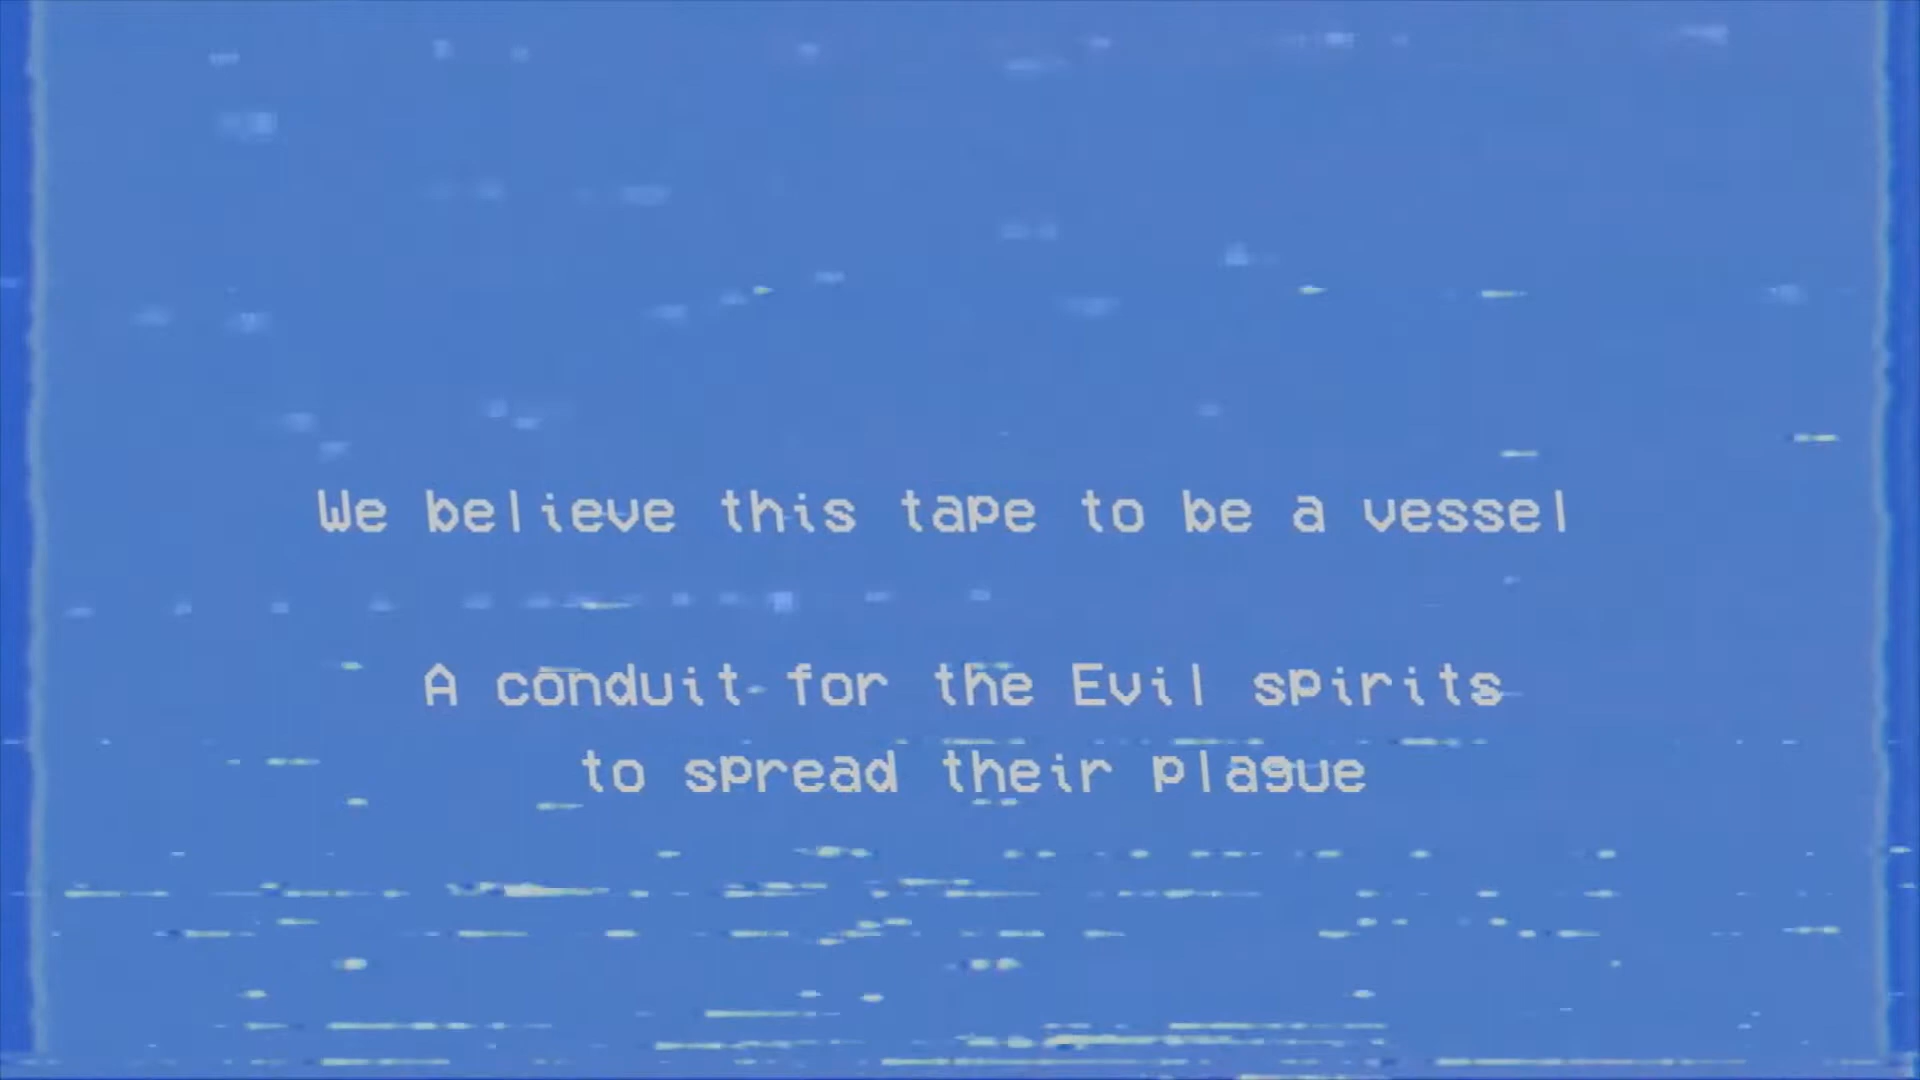 We believe this tape to be a vessel
A conduit for the Evil spirits
to spread their plague